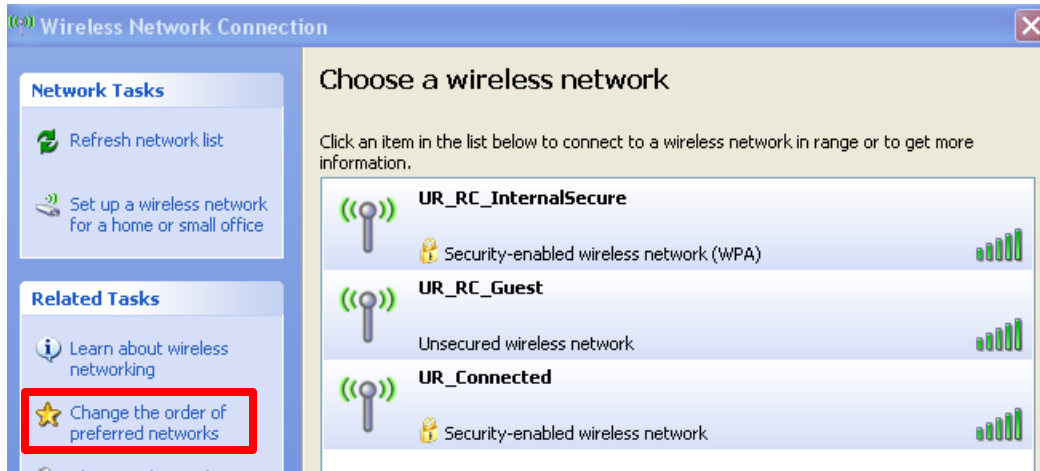 Wireless Network Connection
Network Tasks
Refresh network list
Set up a wireless network
for a home or small office
Related Tasks
Learn about wireless
networking
Change the order of
preferred networks
Choose a wireless network
Click an item in the list below to connect to a wireless network in range or to get more
information.
UR_RC_InternalSecure
Security-enabled wireless network (WPA)
UR_RC_Guest
Unsecured wireless network
UR_Connected
Security-enabled wireless network